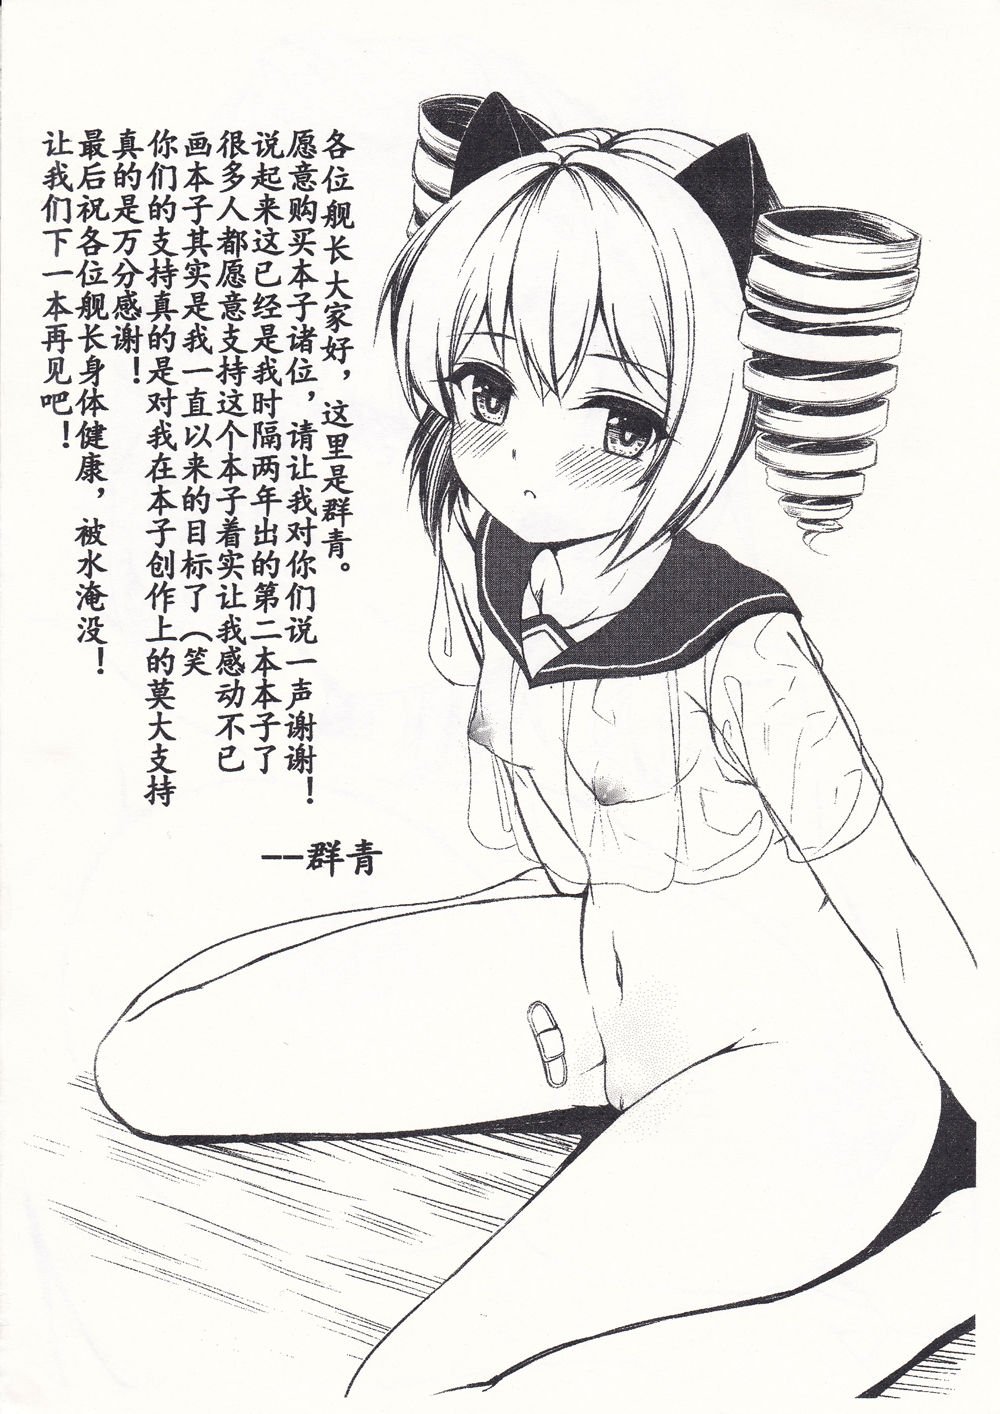 各位舰长大家好，这里是群青。
愿意购买本子诸位，请让我对你们说一声谢谢！
说起来这已经是我时隔两年出的第二本本子了
很多人都愿意支持这个本子着实让我感动不已
画本子其实是我一直以来的目标了（笑
你们的支持真的是对我在本子创作上的莫大支持
真的是万分感谢！
最后祝各位舰长身体健康，被水淹没！
让我们下一本再见吧！
--群青